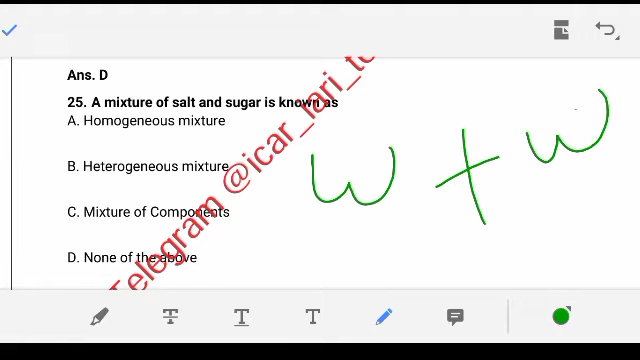 Ans. D
25. A mixture of salt and sugar is known as
A. Homogeneous mixture
B. Heterogeneous mixture
C. Mixture of Components
D. None of the above
Telegram @icar_iari_to
w + w
T T T